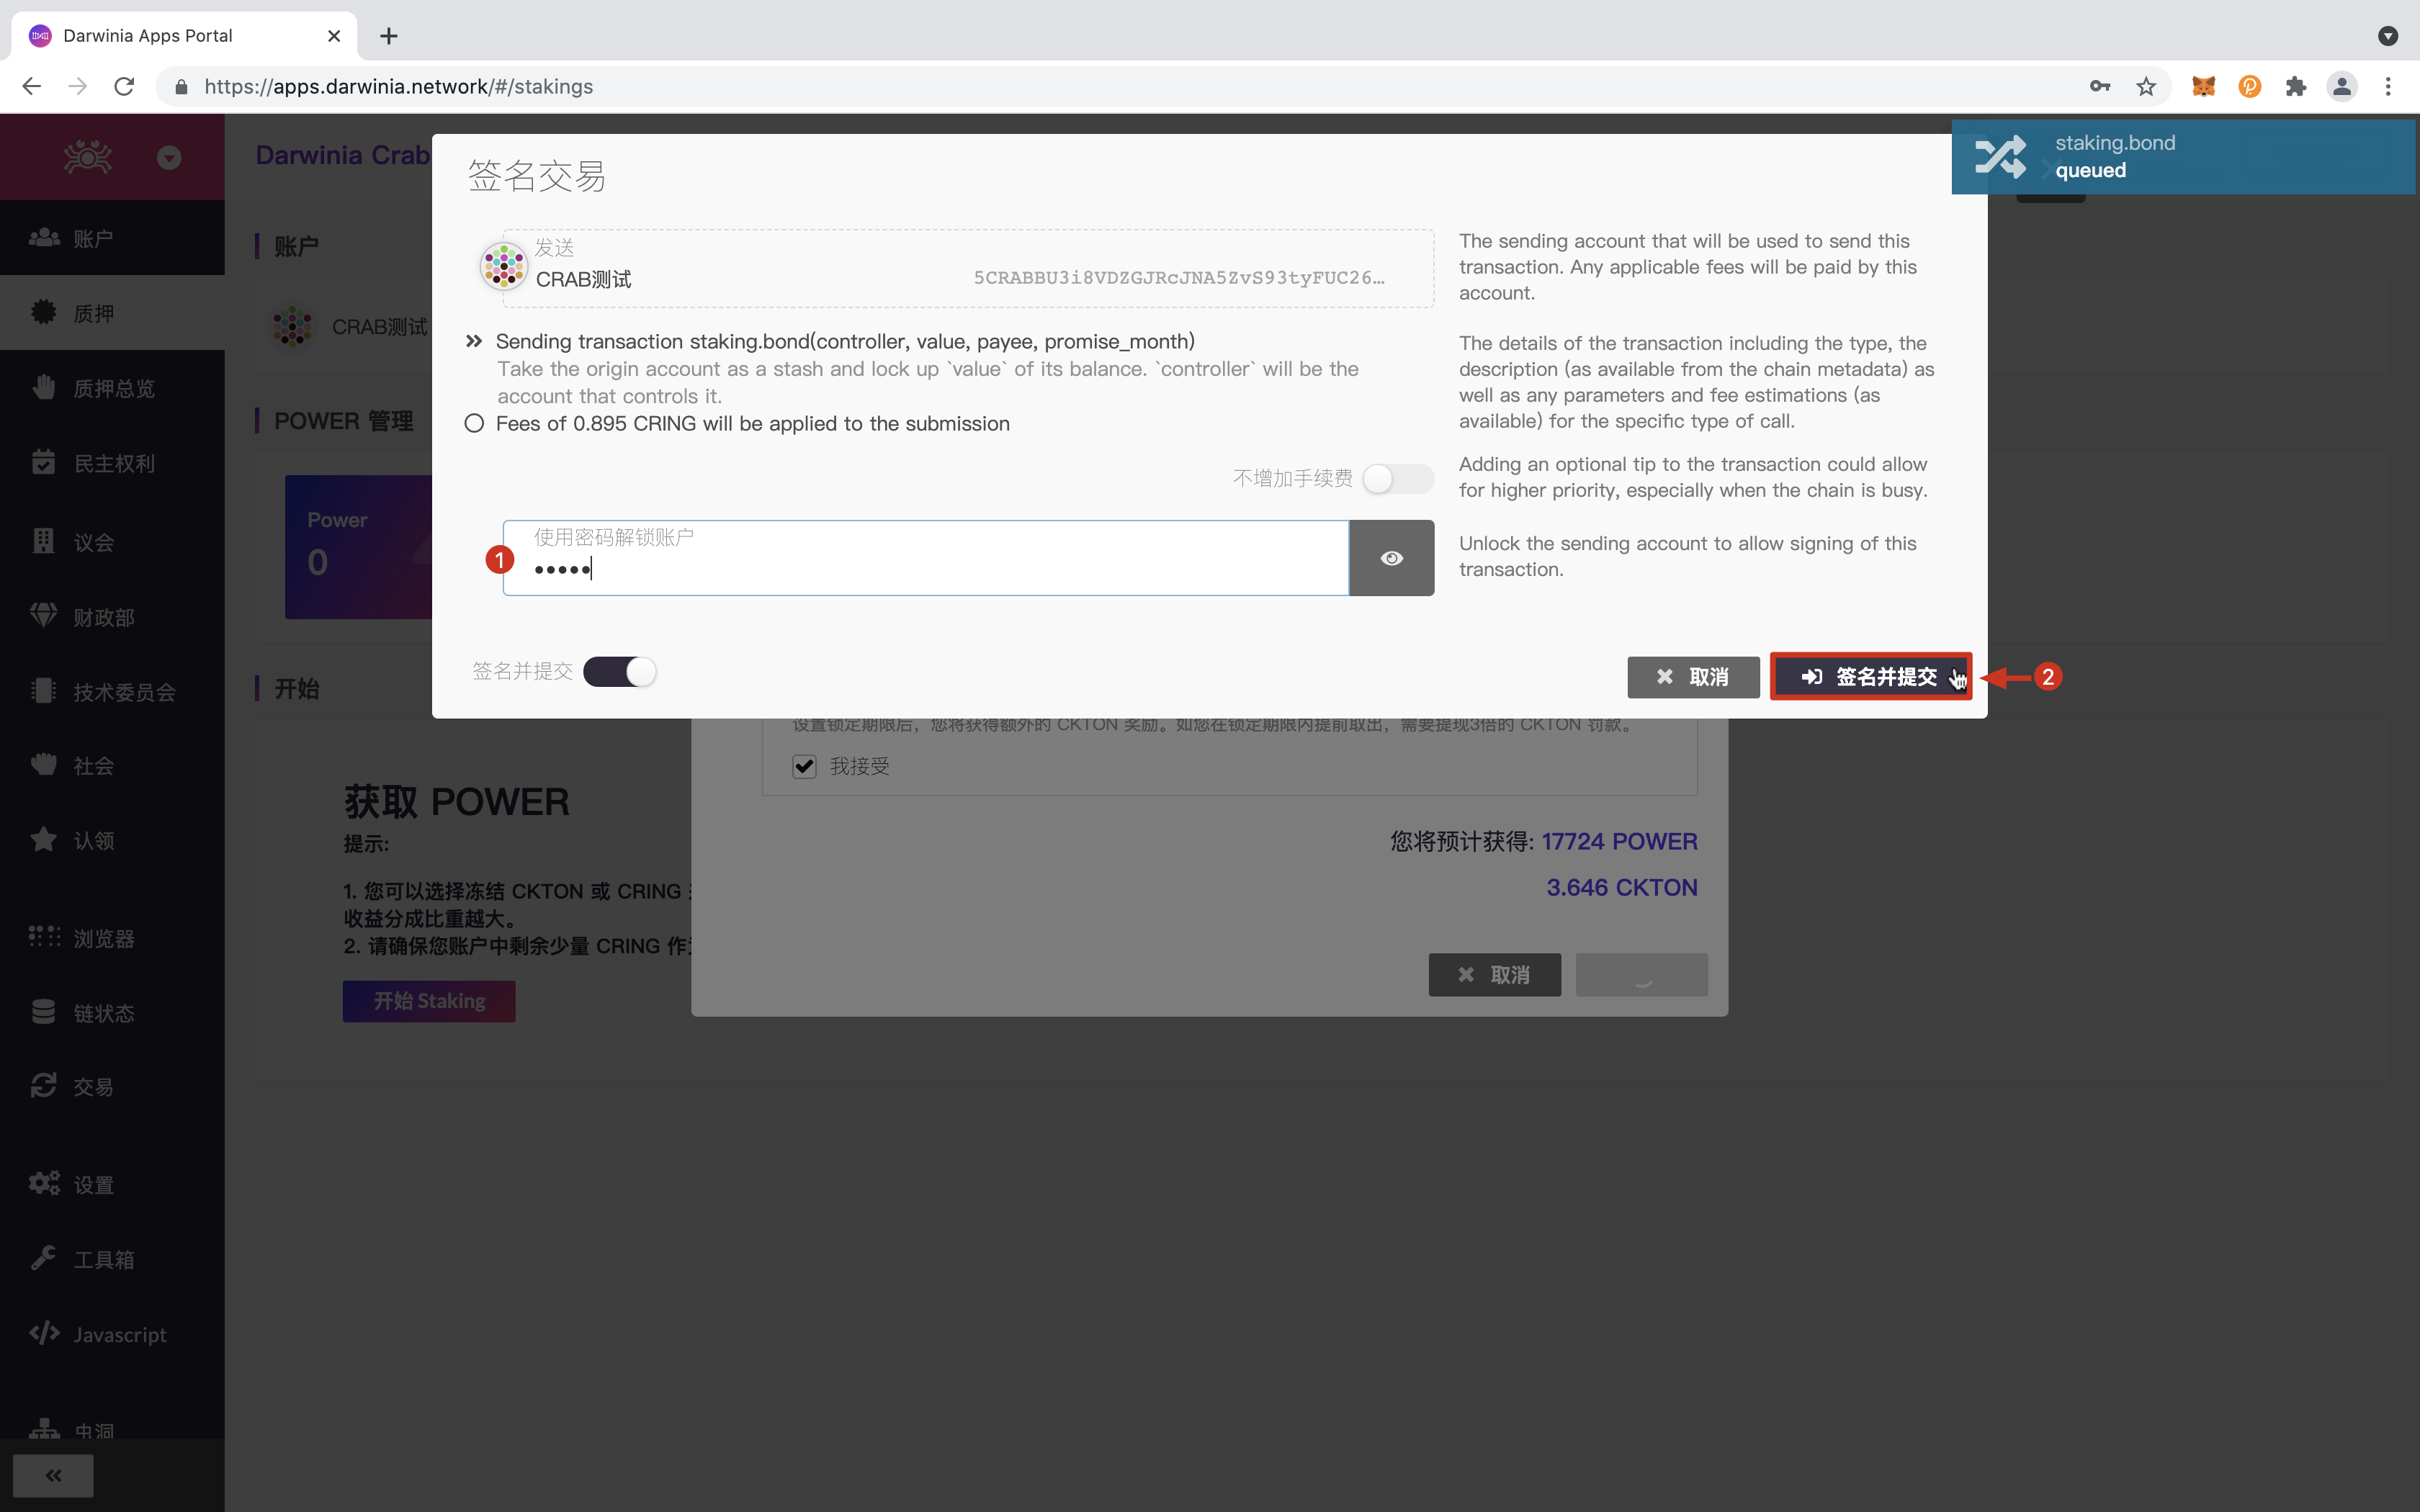 Darwinia Apps Portal
https://apps.darwinia.network/#/stakings
Darwinia Crab
staking.bond
queued
账户
质押
质押总览
民主权利
议会
财政部
技术委员会
社会
认领
浏览器
链状态
交易
设置
工具箱
Javascript
虫洞
账户
CRAB测试
POWER 管理
Power
0
开始
获取 POWER
提示:
1. 您可以选择冻结 CKTON 或 CRING
收益分成比重越大。
2. 请确保您账户中剩余少量 CRING 作
开始 Staking
签名交易
发送
CRAB测试
5CRABBU3i8VDZGJRcJNA5ZvS93tyFUC26…
The sending account that will be used to send this
transaction. Any applicable fees will be paid by this
account.
Sending transaction staking.bond(controller, value, payee, promise_month)
Take the origin account as a stash and lock up `value` of its balance. `controller` will be the
account that controls it.
Fees of 0.895 CRING will be applied to the submission
The details of the transaction including the type, the
description (as available from the chain metadata) as
well as any parameters and fee estimations (as
available) for the specific type of call.
不增加手续费
Adding an optional tip to the transaction could allow
for higher priority, especially when the chain is busy.
1
使用密码解锁账户
Unlock the sending account to allow signing of this
transaction.
签名并提交
取消
签名并提交
2
设置锁定期限后，您将获得额外的 CKTON 奖励。如您在锁定期限内提前取出，需要提现3倍的 CKTON 罚款。
我接受
您将预计获得: 17724 POWER
3.646 CKTON
取消